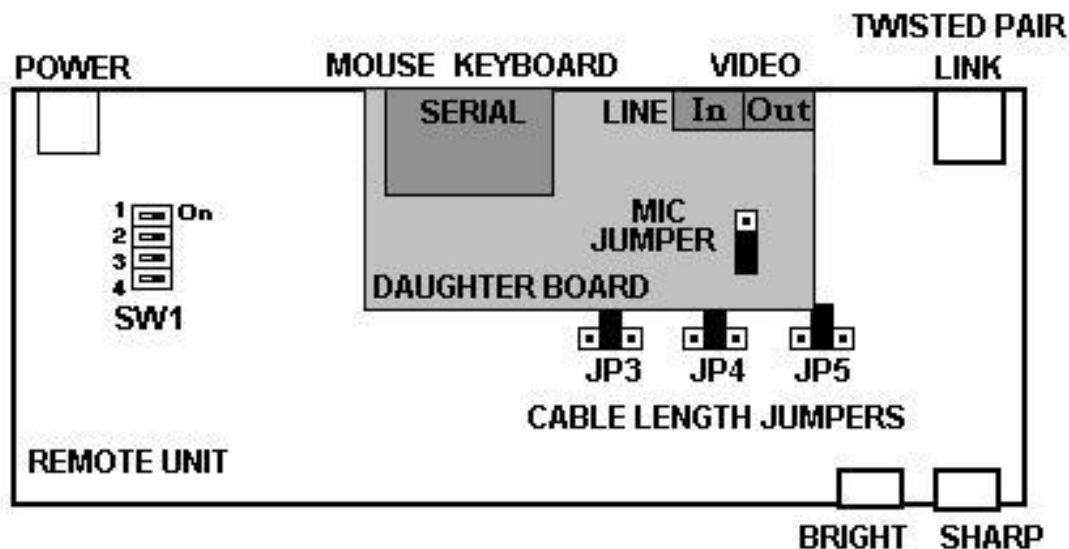 TWISTED PAIR
POWER MOUSE KEYBOARD VIDEO LINK
SERIAL LINE In Out
1 On
2
3
4
SW1
MIC
JUMPER
DAUGHTER BOARD
JP3 JP4 JP5
CABLE LENGTH JUMPERS
REMOTE UNIT
BRIGHT SHARP